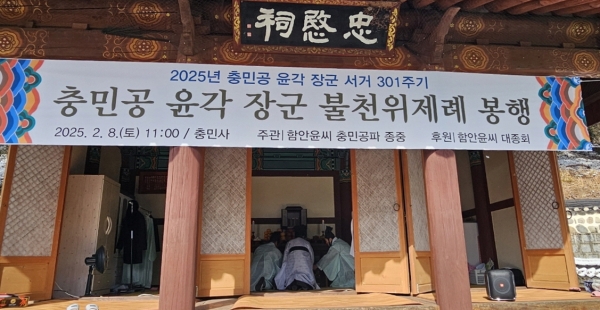 祠愍忠
2025년 충민공 윤각 장군 서거 301주기
충민공 윤각 장군 불천위제례 봉행
2025. 2. 8.(토) 11:00 / 충민사 주관| 함안윤씨 충민공파 종중 후원| 함안윤씨 대종회